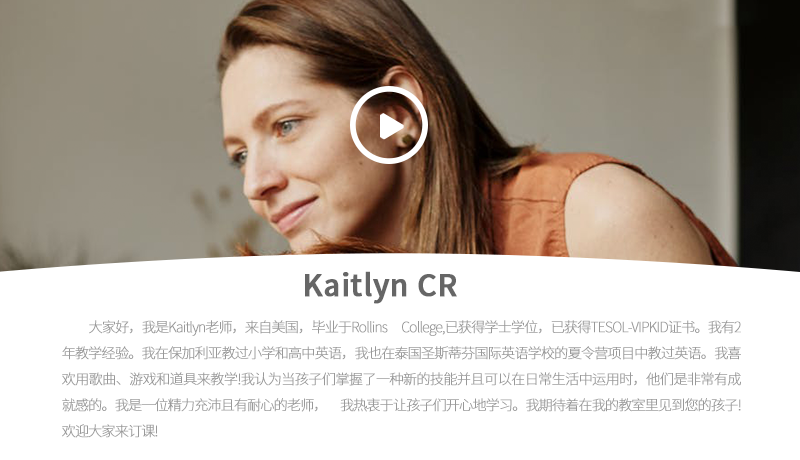 Kaitlyn CR
大家好，我是Kaitlyn老师，来自美国，毕业于Rollins College,已获得学士学位，已获得TESOL-VIPKID证书。我有2
年教学经验。我在保加利亚教过小学和高中英语，我也在泰国圣斯蒂芬国际英语学校的夏令营项目中教过英语。我喜
欢用歌曲、游戏和道具来教学!我认为当孩子们掌握了一种新的技能并且可以在日常生活中运用时，他们是非常有成
就感的。我是一位精力充沛且有耐心的老师， 我热衷于让孩子们开心地学习。我期待着在我的教室里见到您的孩子!
欢迎大家来订课!